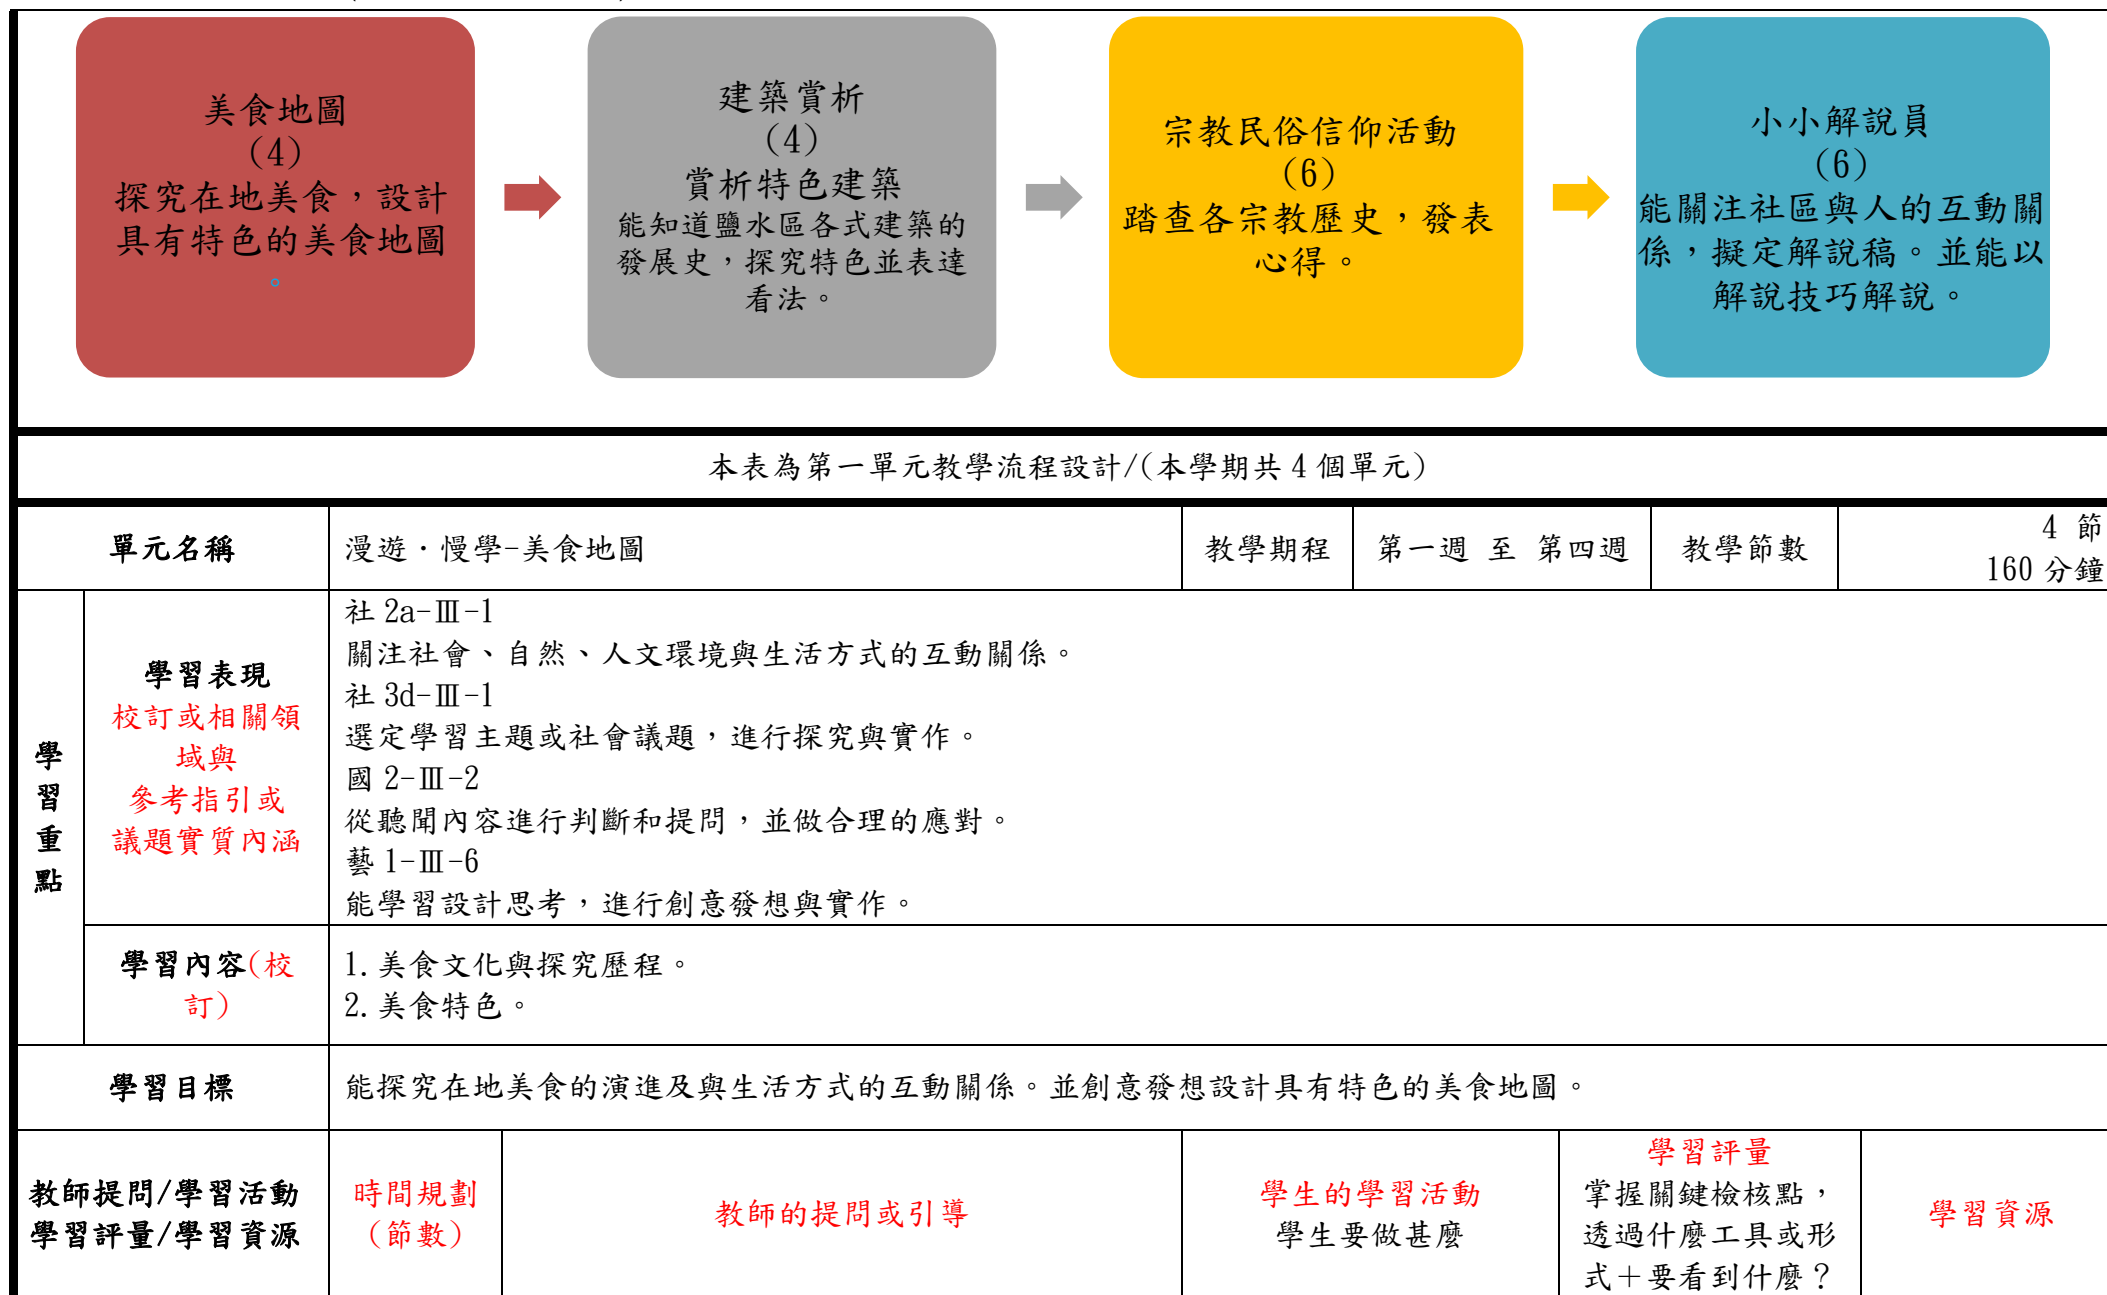 美食地圖
(4)
探究在地美食，設計
具有特色的美食地圖
。
建築賞析
(4)
賞析特色建築
能知道鹽水區各式建築的
發展史，探究特色並表達
看法。
宗教民俗信仰活動
(6)
踏查各宗教歷史，發表
心得。
小小解說員
(6)
能關注社區與人的互動關
係，擬定解說稿。並能以
解說技巧解說。
本表為第一單元教學流程設計/(本學期共 4 個單元)
單元名稱
漫遊．慢學-美食地圖
教學期程
第一週 至 第四週
教學節數
4 節
160 分鐘
學
習
重
點
學習表現
校訂或相關領
域與
參考指引或
議題實質內涵
社 2a-Ⅲ-1
關注社會、自然、人文環境與生活方式的互動關係。
社 3d-Ⅲ-1
選定學習主題或社會議題，進行探究與實作。
國 2-Ⅲ-2
從聽聞內容進行判斷和提問，並做合理的應對。
藝 1-Ⅲ-6
能學習設計思考，進行創意發想與實作。
學習內容(校
訂)
1. 美食文化與探究歷程。
2. 美食特色。
學習目標
能探究在地美食的演進及與生活方式的互動關係。並創意發想設計具有特色的美食地圖。
教師提問/學習活動
學習評量/學習資源
時間規劃
(節數)
教師的提問或引導
學生的學習活動
學生要做甚麼
學習評量
掌握關鍵檢核點，
透過什麼工具或形
式＋要看到什麼？
學習資源